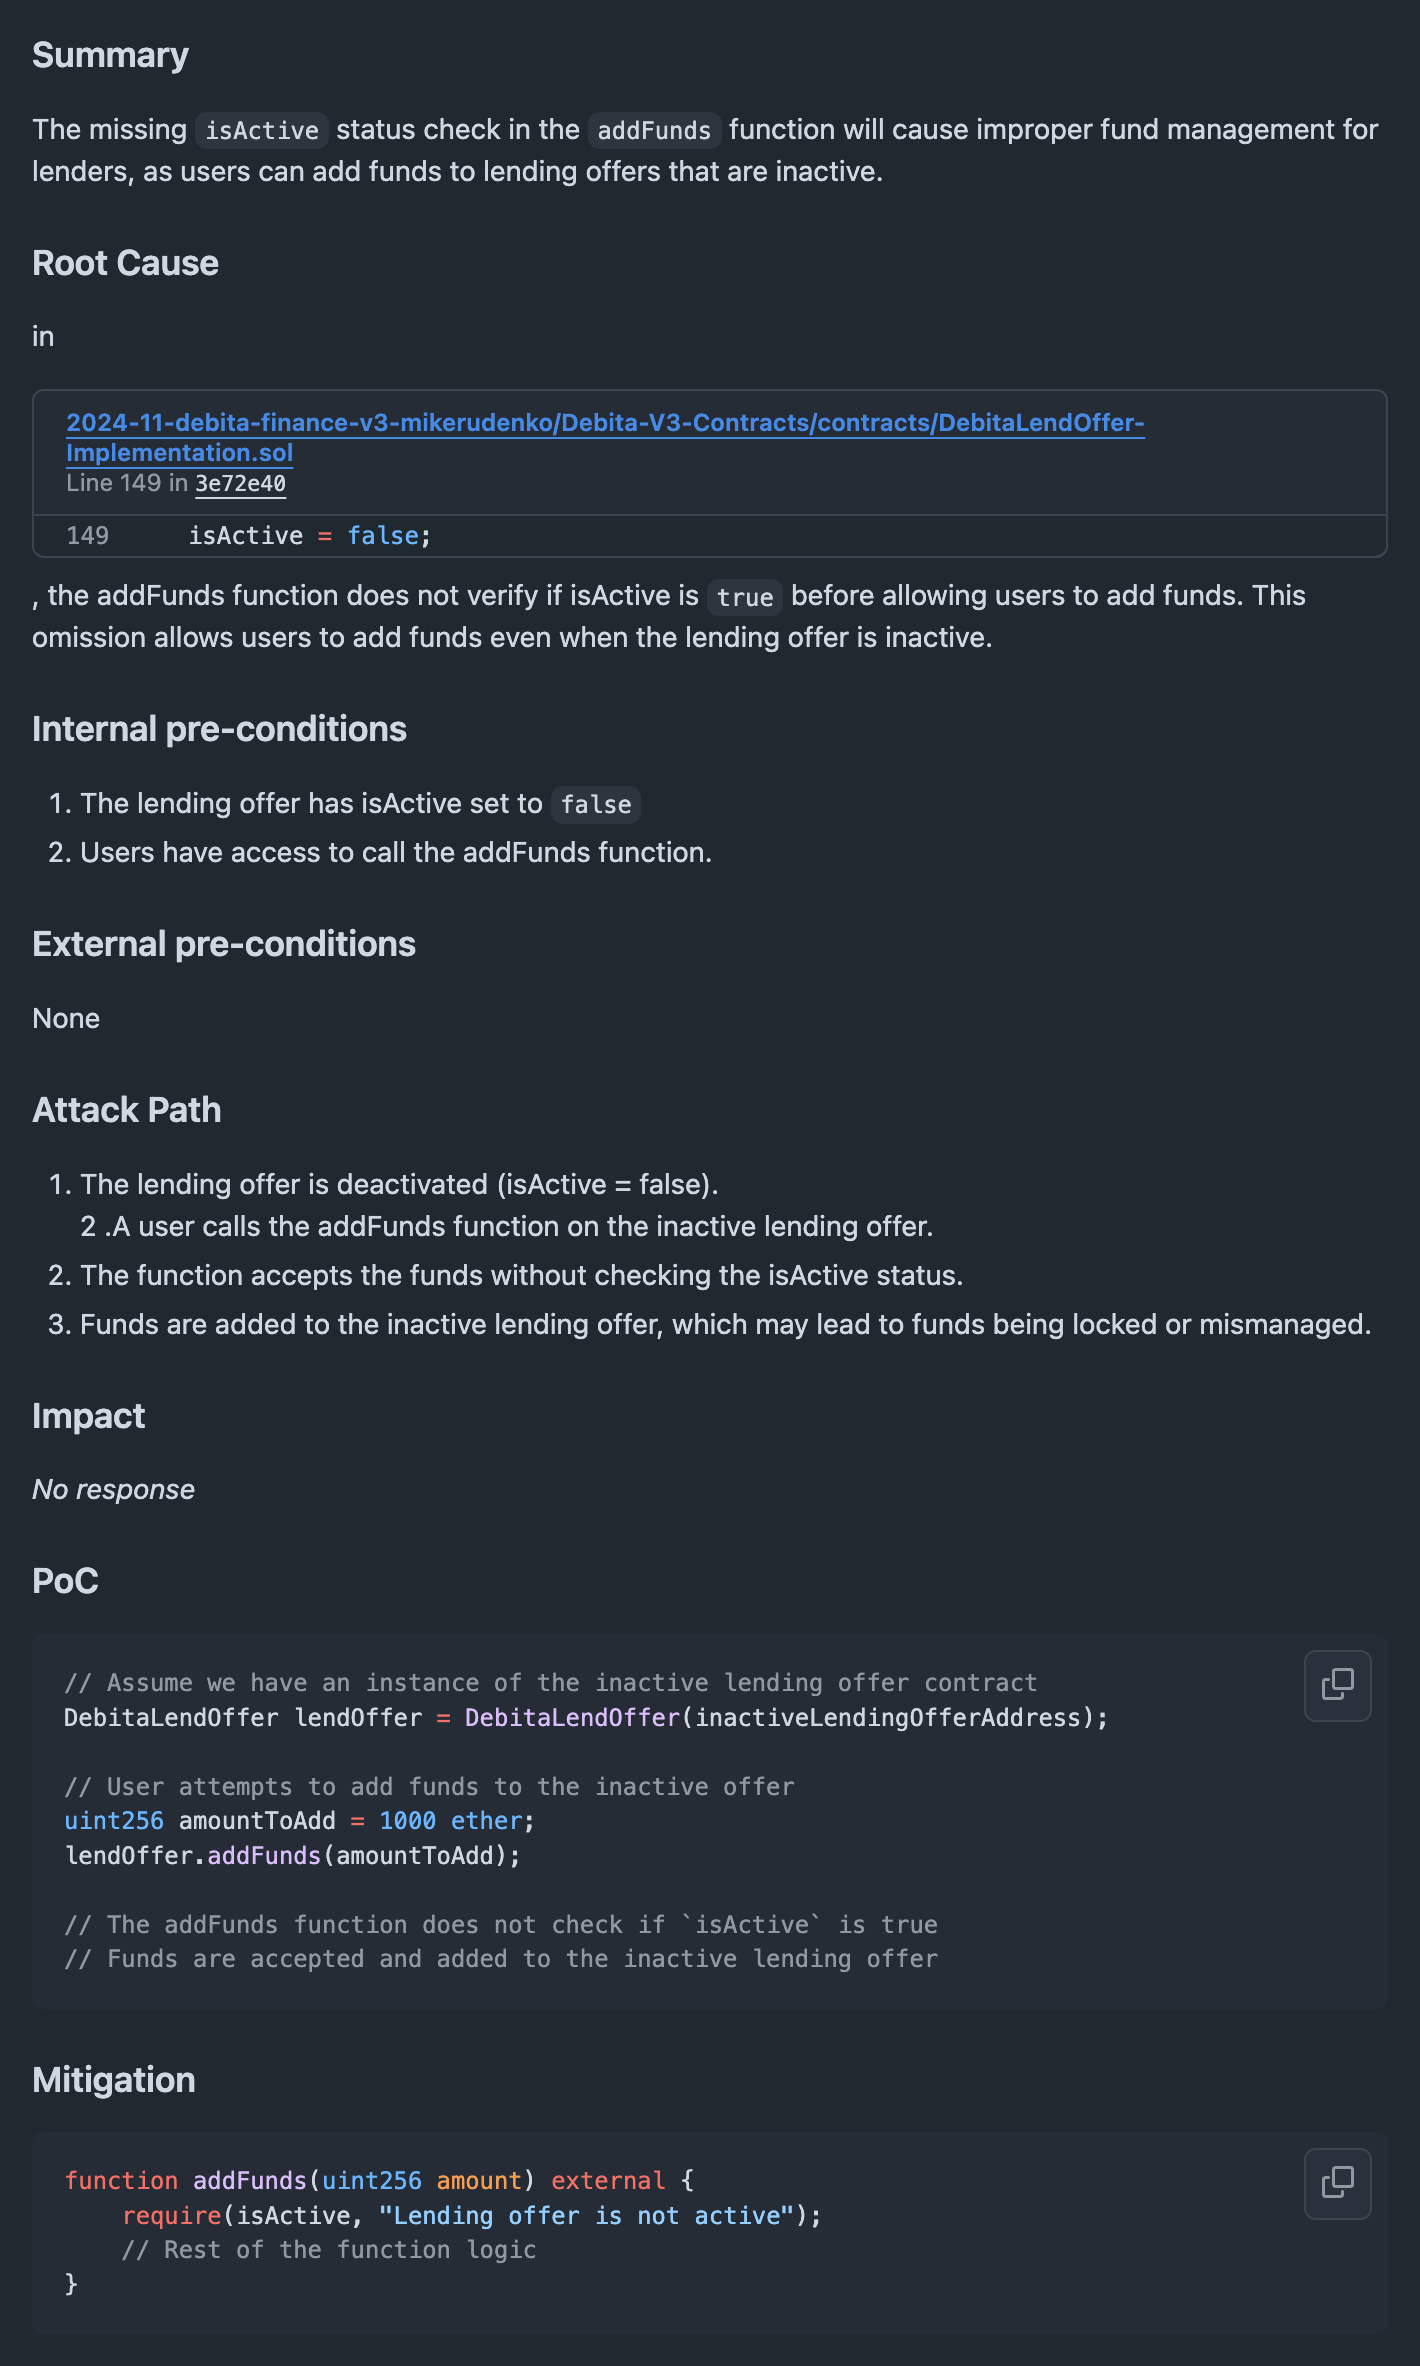 Summary
The missing isActive status check in the addFunds function will cause improper fund management for
lenders, as users can add funds to lending offers that are inactive.
Root Cause
in
2024-11-debita-finance-v3-mikerudenko/Debita-V3-Contracts/contracts/DebitaLendOffer-
Implementation.sol
Line 149 in 3e72e40
149 isActive = false;
, the addFunds function does not verify if isActive is true before allowing users to add funds. This
omission allows users to add funds even when the lending offer is inactive.
Internal pre-conditions
1. The lending offer has isActive set to false
2. Users have access to call the addFunds function.
External pre-conditions
None
Attack Path
1. The lending offer is deactivated (isActive = false).
2 .A user calls the addFunds function on the inactive lending offer.
2. The function accepts the funds without checking the isActive status.
3. Funds are added to the inactive lending offer, which may lead to funds being locked or mismanaged.
Impact
No response
PoC
// Assume we have an instance of the inactive lending offer contract
DebitaLendOffer lendOffer = DebitaLendOffer(inactiveLendingOfferAddress);
// User attempts to add funds to the inactive offer
uint256 amountToAdd = 1000 ether;
lendOffer.addFunds(amountToAdd);
// The addFunds function does not check if `isActive` is true
// Funds are accepted and added to the inactive lending offer
Mitigation
function addFunds(uint256 amount) external {
    require(isActive, "Lending offer is not active");
    // Rest of the function logic
}